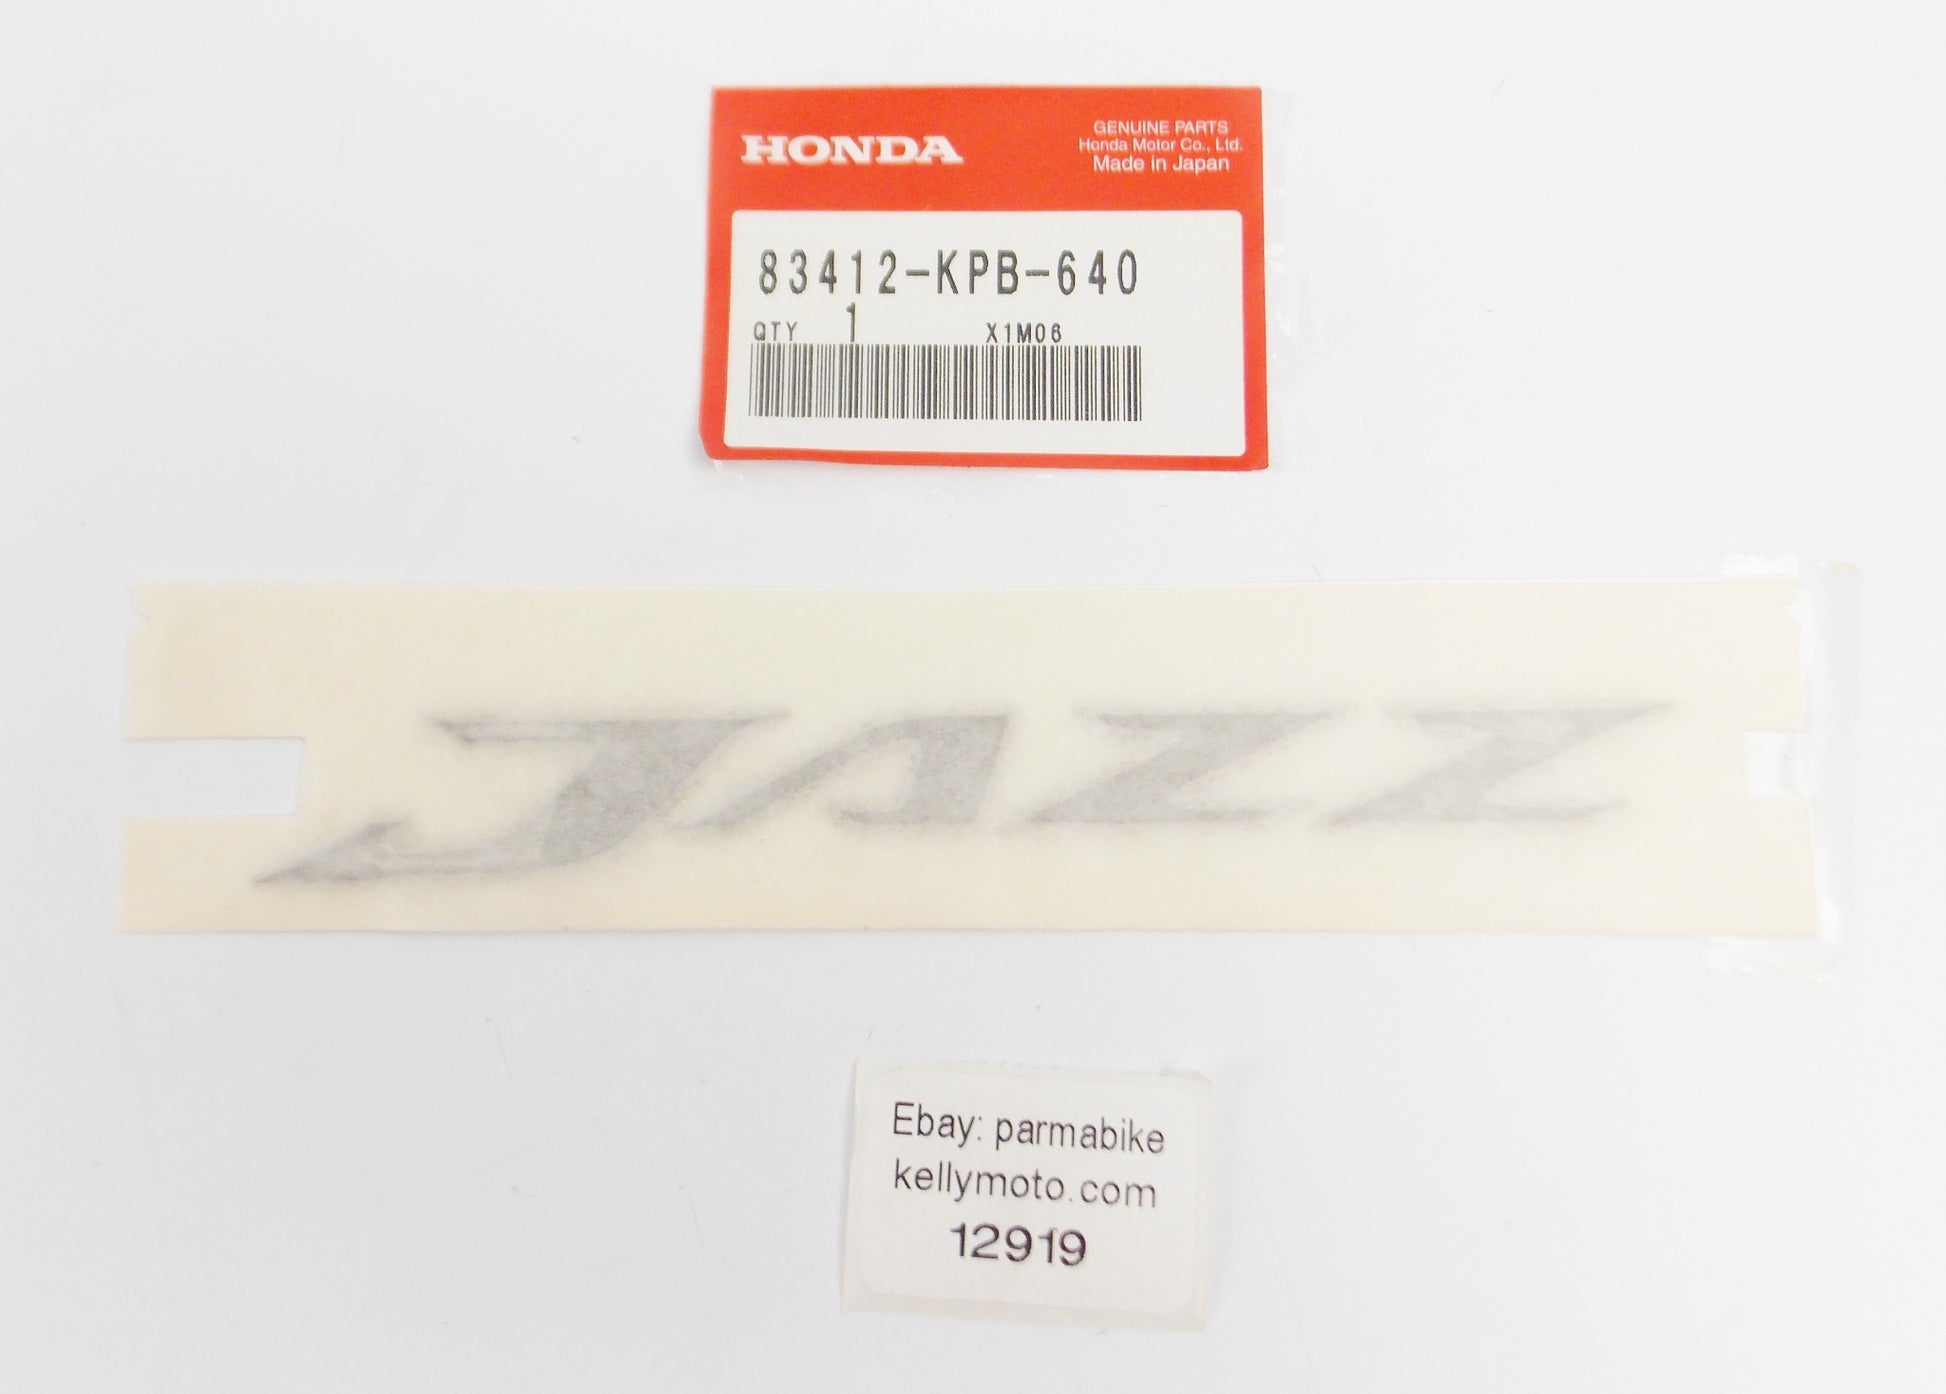 HONDA
GENUINE PARTS
Honda Motor Co., Ltd.
Made in Japan
83412-KPB-640
QTY 1 X1M06
JAZZ
Ebay: parmabike
kellymoto.com
12919